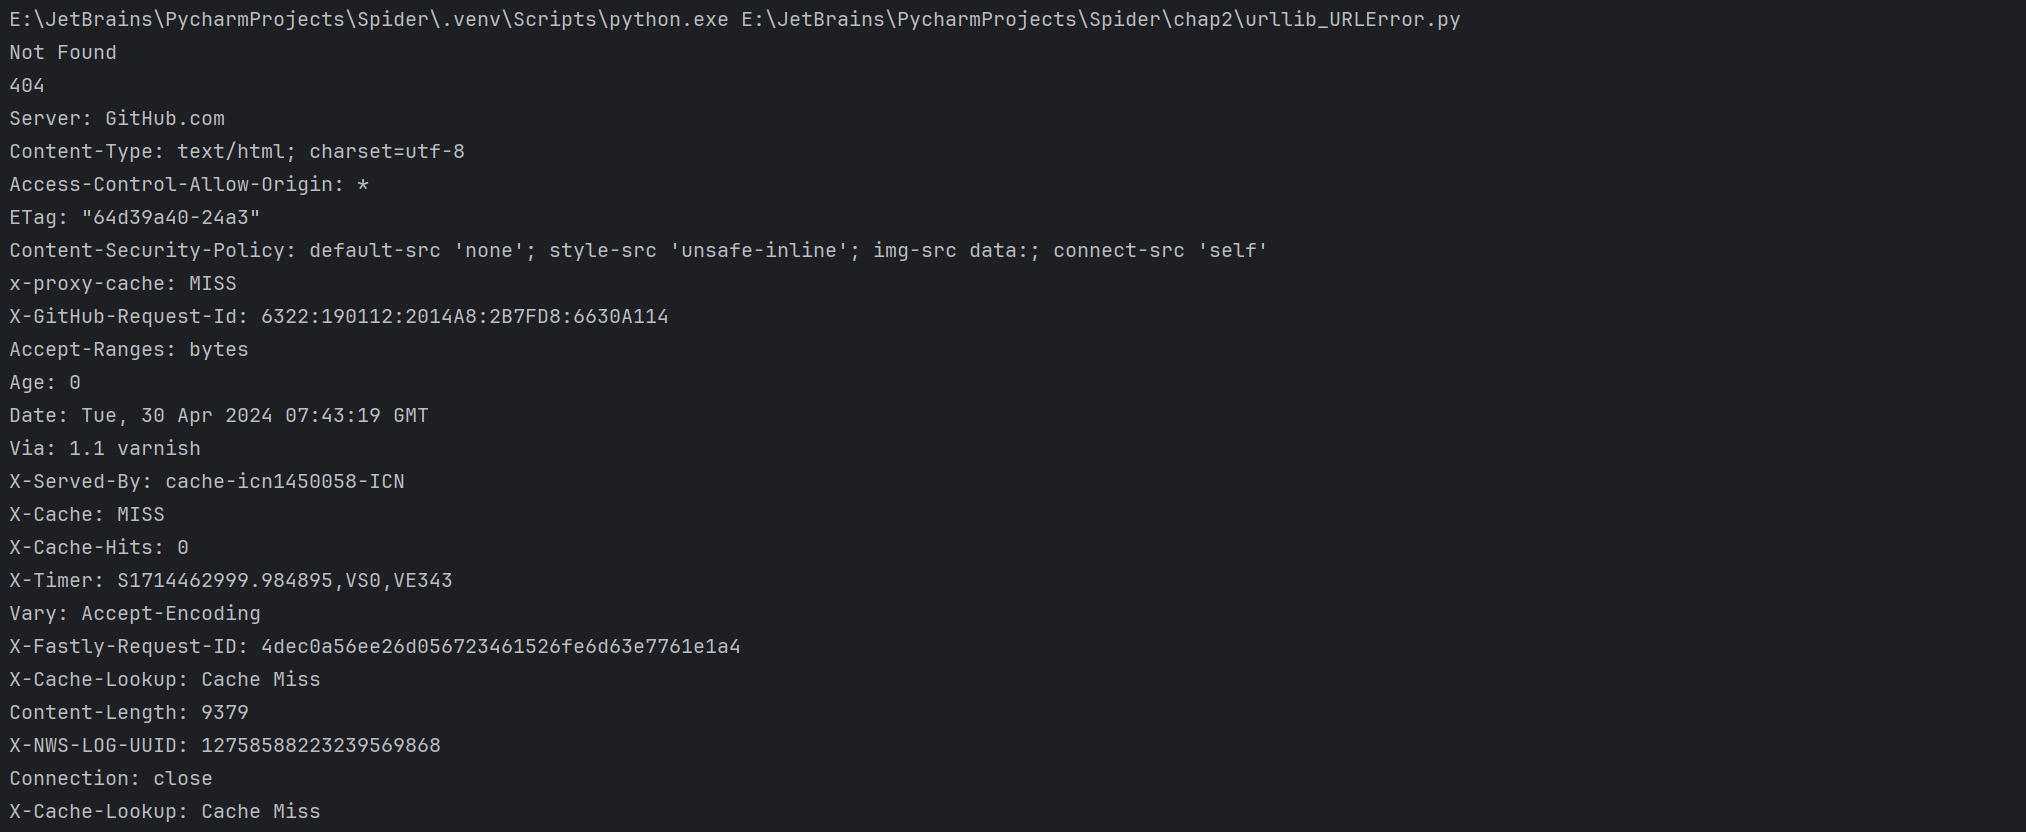 E:\JetBrains\PycharmProjects\Spider\.venv\Scripts\python.exe E:\JetBrains\PycharmProjects\Spider\chap2\urllib_URLError.py
Not Found
404
Server: GitHub.com
Content-Type: text/html; charset=utf-8
Access-Control-Allow-Origin: *
ETag: "64d39a40-24a3"
Content-Security-Policy: default-src 'none'; style-src 'unsafe-inline'; img-src data:; connect-src 'self'
x-proxy-cache: MISS
X-GitHub-Request-Id: 6322:190112:2014A8:2B7FD8:6630A114
Accept-Ranges: bytes
Age: 0
Date: Tue, 30 Apr 2024 07:43:19 GMT
Via: 1.1 varnish
X-Served-By: cache-icn1450058-ICN
X-Cache: MISS
X-Cache-Hits: 0
X-Timer: S1714462999.984895,VS0,VE343
Vary: Accept-Encoding
X-Fastly-Request-ID: 4dec0a56ee26d056723461526fe6d63e7761e1a4
X-Cache-Lookup: Cache Miss
Content-Length: 9379
X-NWS-LOG-UUID: 12758588223239569868
Connection: close
X-Cache-Lookup: Cache Miss